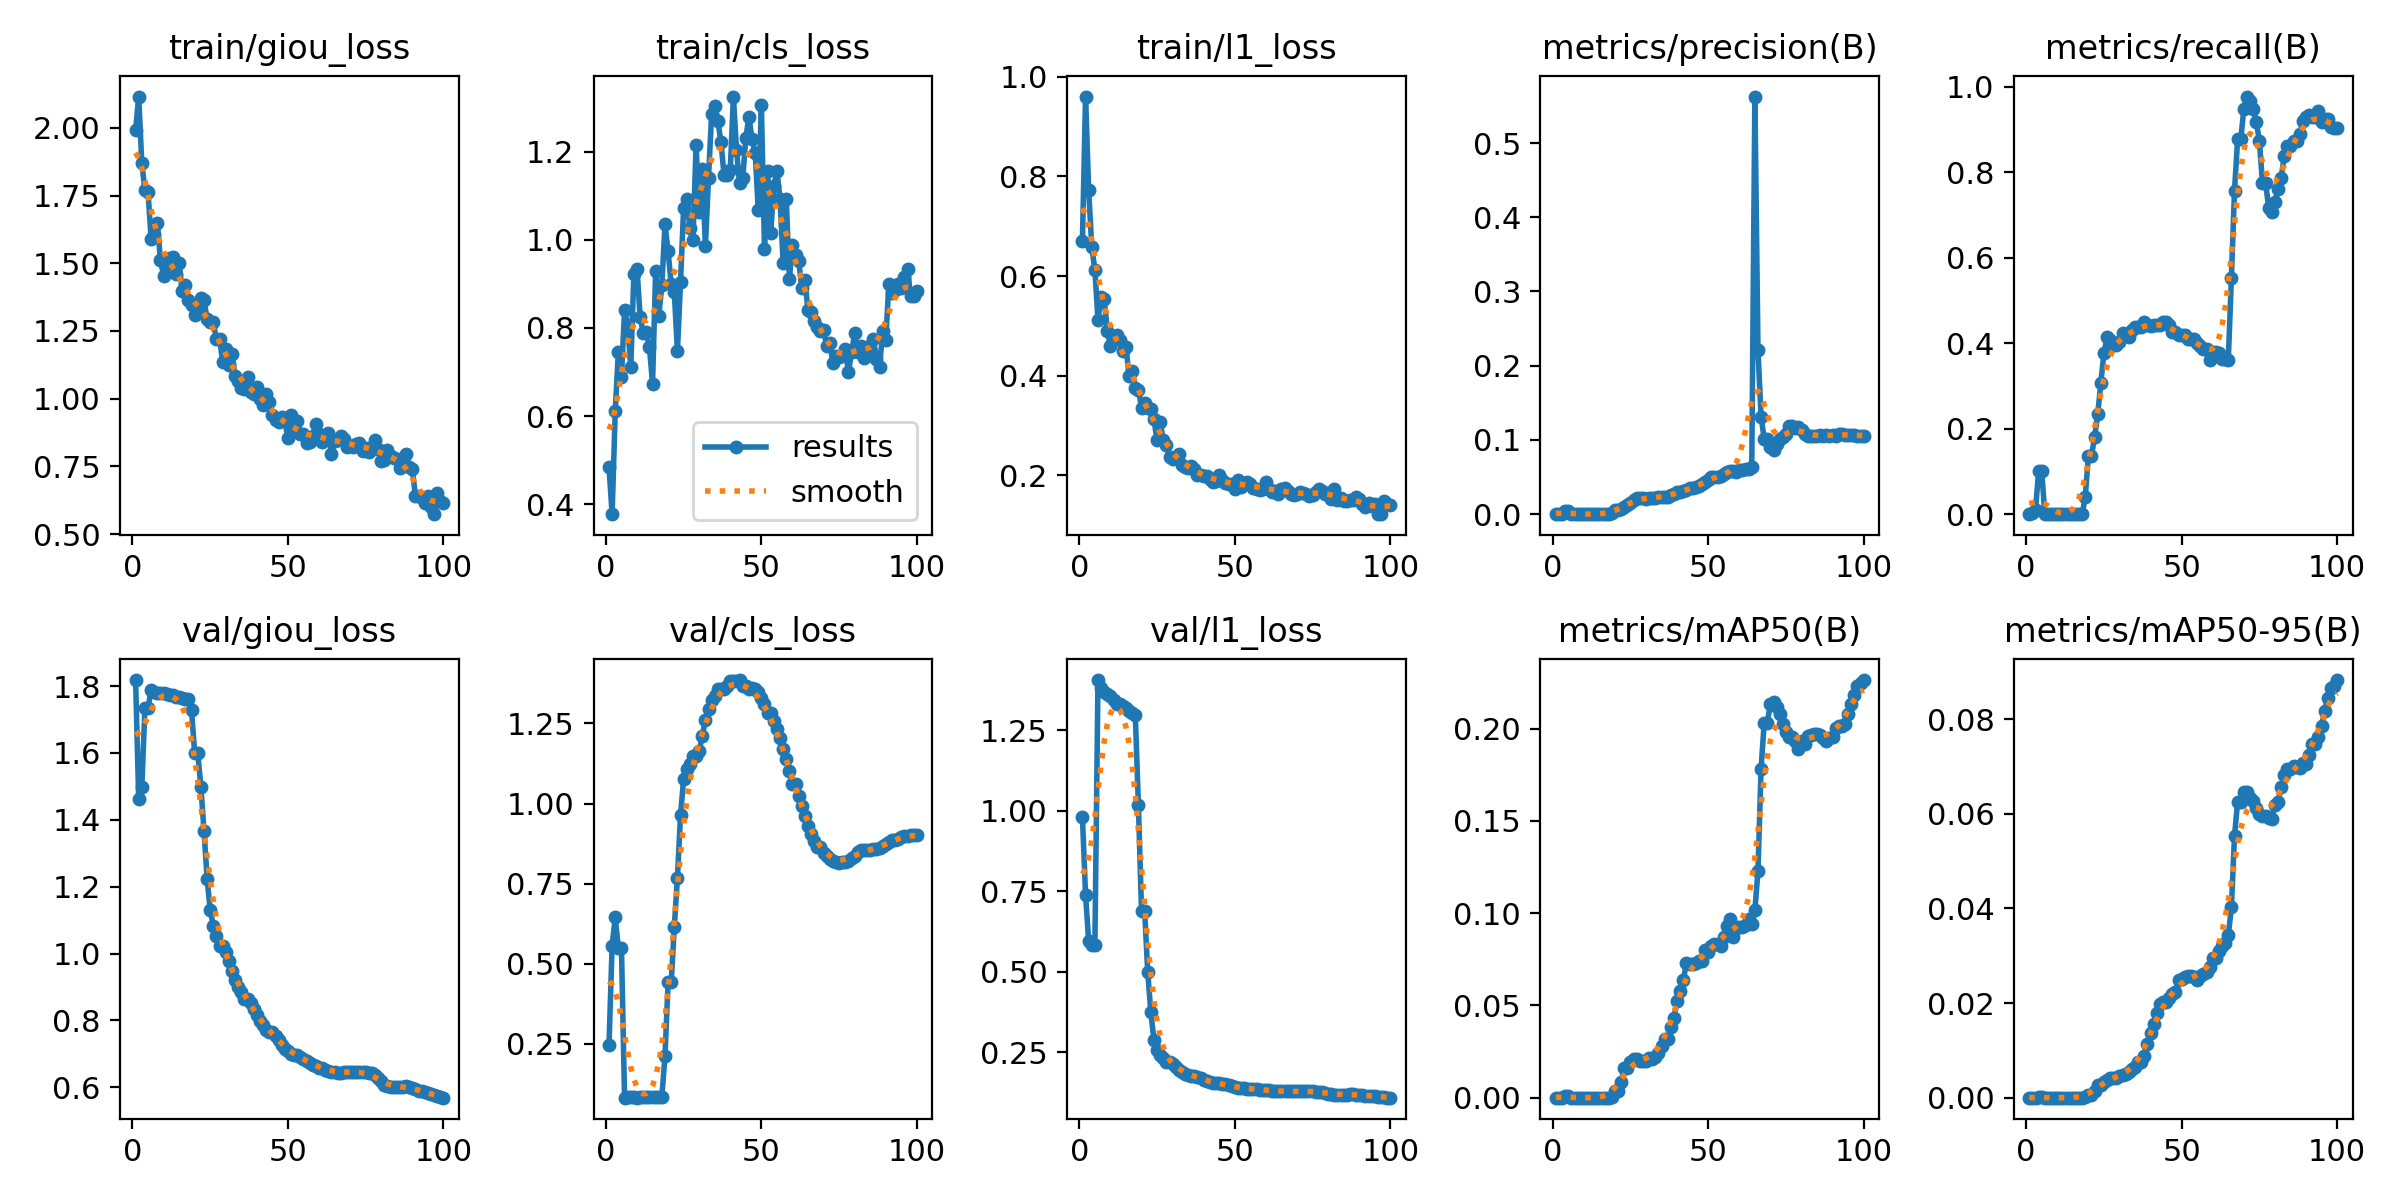 train/giou_loss
2.00
1.75
1.50
1.25
1.00
0.75
0.50
0 50 100
train/cls_loss
1.2
1.0
0.8
0.6
0.4
results
smooth
0 50 100
train/l1_loss
1.0
0.8
0.6
0.4
0.2
0 50 100
metrics/precision(B)
0.5
0.4
0.3
0.2
0.1
0.0
0 50 100
metrics/recall(B)
1.0
0.8
0.6
0.4
0.2
0.0
0 50 100
val/giou_loss
1.8
1.6
1.4
1.2
1.0
0.8
0.6
0 50 100
val/cls_loss
1.25
1.00
0.75
0.50
0.25
0 50 100
val/l1_loss
1.25
1.00
0.75
0.50
0.25
0 50 100
metrics/mAP50(B)
0.20
0.15
0.10
0.05
0.00
0 50 100
metrics/mAP50-95(B)
0.08
0.06
0.04
0.02
0.00
0 50 100